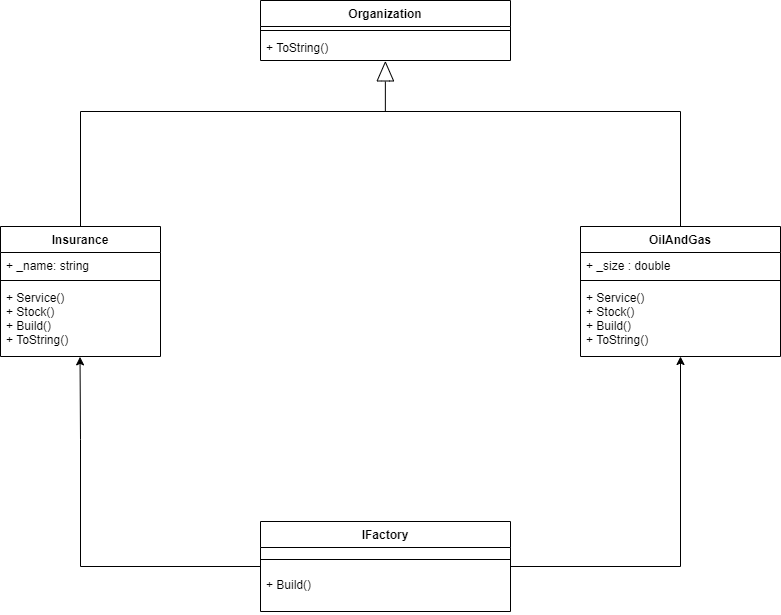 Organization
+ ToString()
Insurance
+ _name: string
+ Service()
+ Stock()
+ Build()
+ ToString()
OilAndGas
+ _size : double
+ Service()
+ Stock()
+ Build()
+ ToString()
IFactory
+ Build()